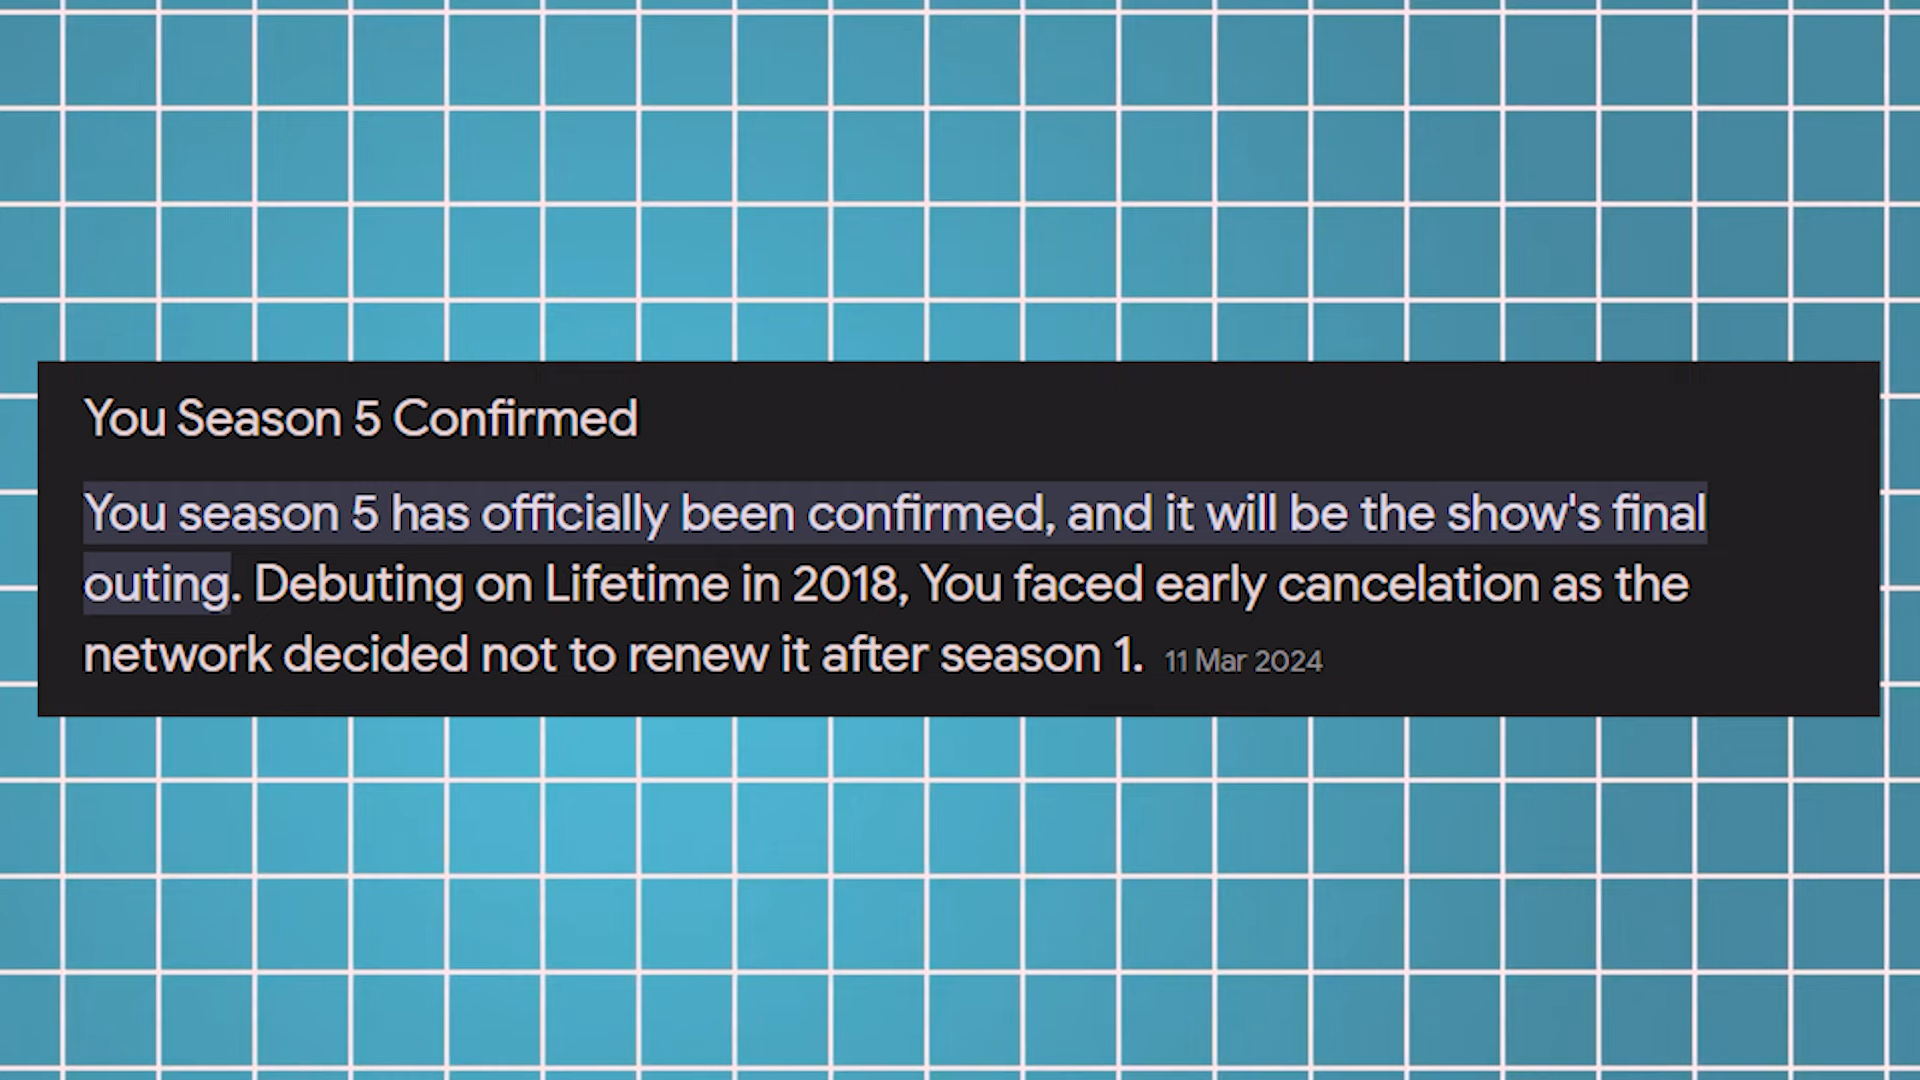 You Season 5 Confirmed
You season 5 has officially been confirmed, and it will be the show's final
outing. Debuting on Lifetime in 2018, You faced early cancelation as the
network decided not to renew it after season 1. 11 Mar 2024